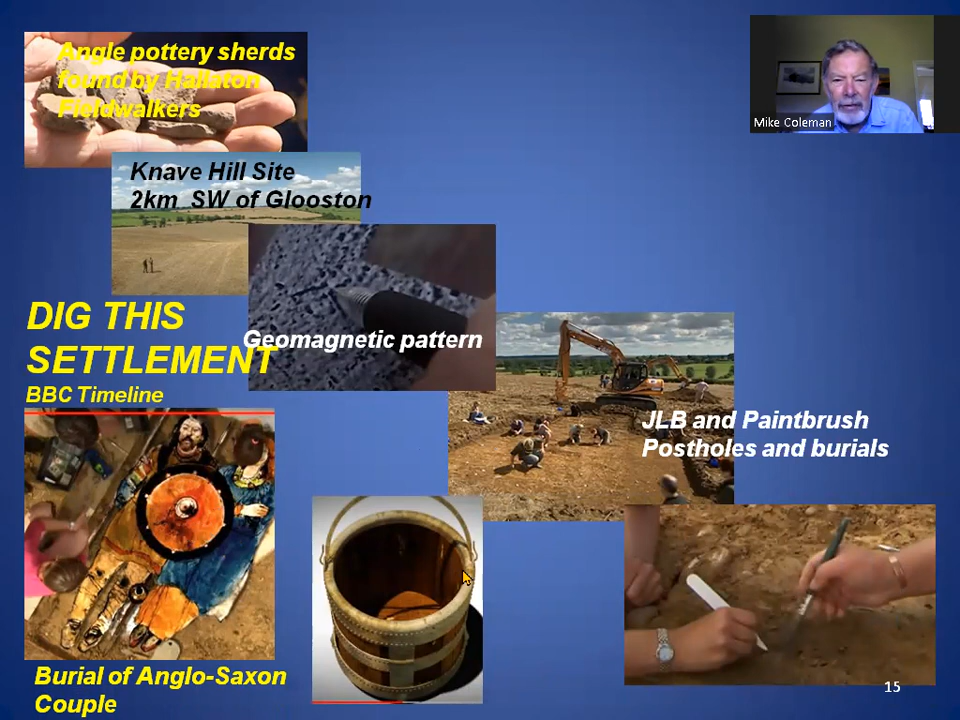 Angle pottery sherds
found by Hallaton
Fieldwalkers
Mike Coleman
Knave Hill Site
2km SW of Glooston
DIG THIS
SETTLEMENT
BBC Timeline
Geomagnetic pattern
JLB and Paintbrush
Postholes and burials
Burial of Anglo-Saxon
Couple
15